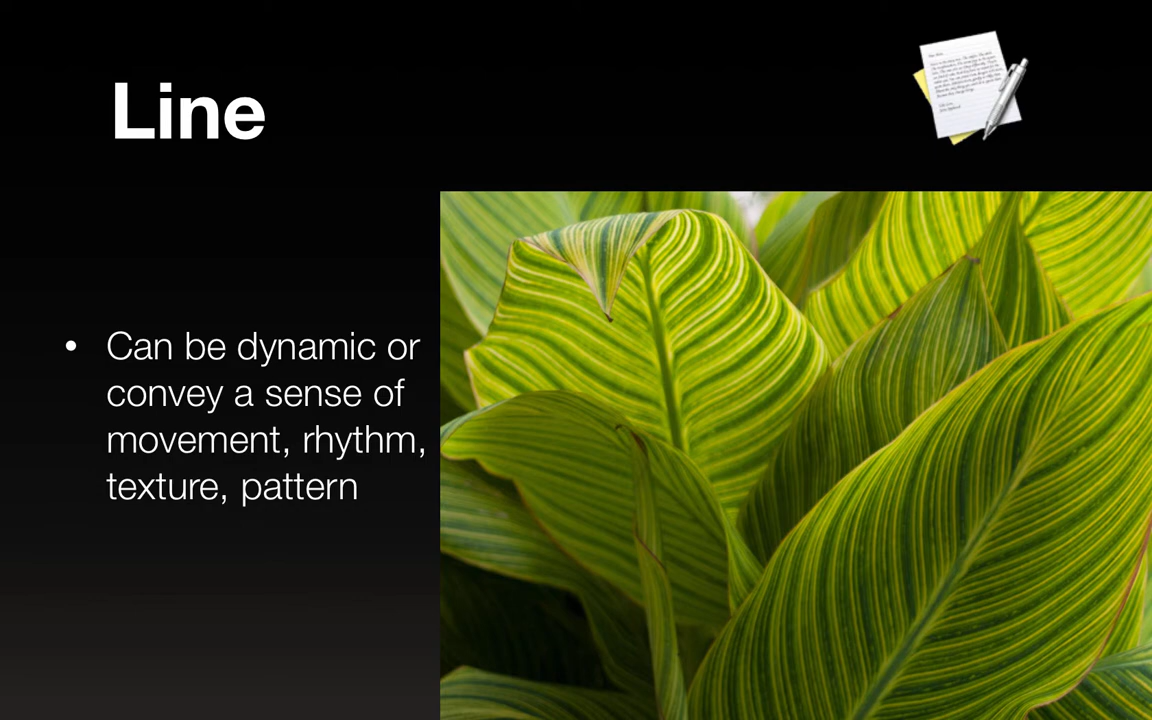 Line
• Can be dynamic or
convey a sense of
movement, rhythm,
texture, pattern